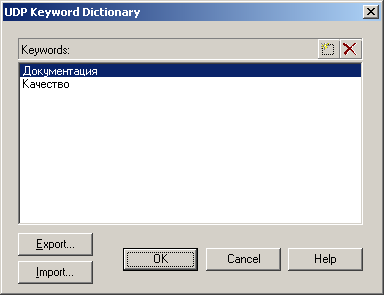 UDP Keyword Dictionary
Keywords:
Документация
Качество
Export...
Import...
OK
Cancel
Help